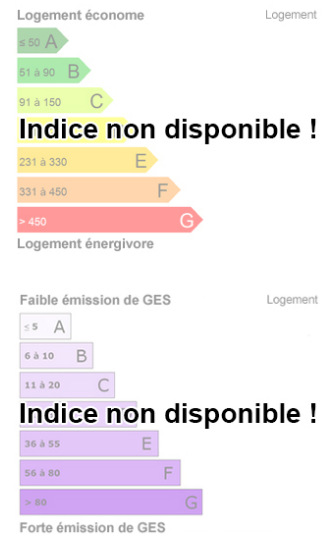 Logement économe Logement
≤ 50 A
51 à 90 B
91 à 150 C
Indice non disponible !
231 à 330 E
331 à 450 F
> 450 G
Logement énergivore
Faible émission de GES Logement
≤ 5 A
6 à 10 B
11 à 20 C
Indice non disponible !
36 à 55 E
56 à 80 F
> 80 G
Forte émission de GES